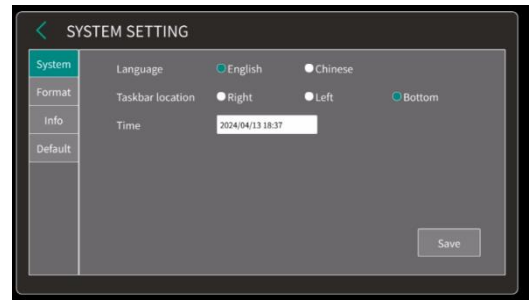 SYSTEM SETTING
System
Format
Info
Default
Language English Chinese
Taskbar location Right Left Bottom
Time 2024/04/13 18:37
Save